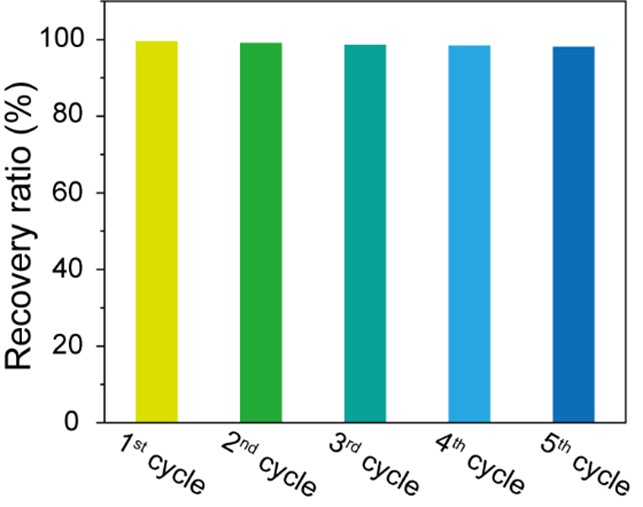 Recovery ratio (%)
100
80
60
40
20
0
1st cycle
2nd cycle
3rd cycle
4th cycle
5th cycle